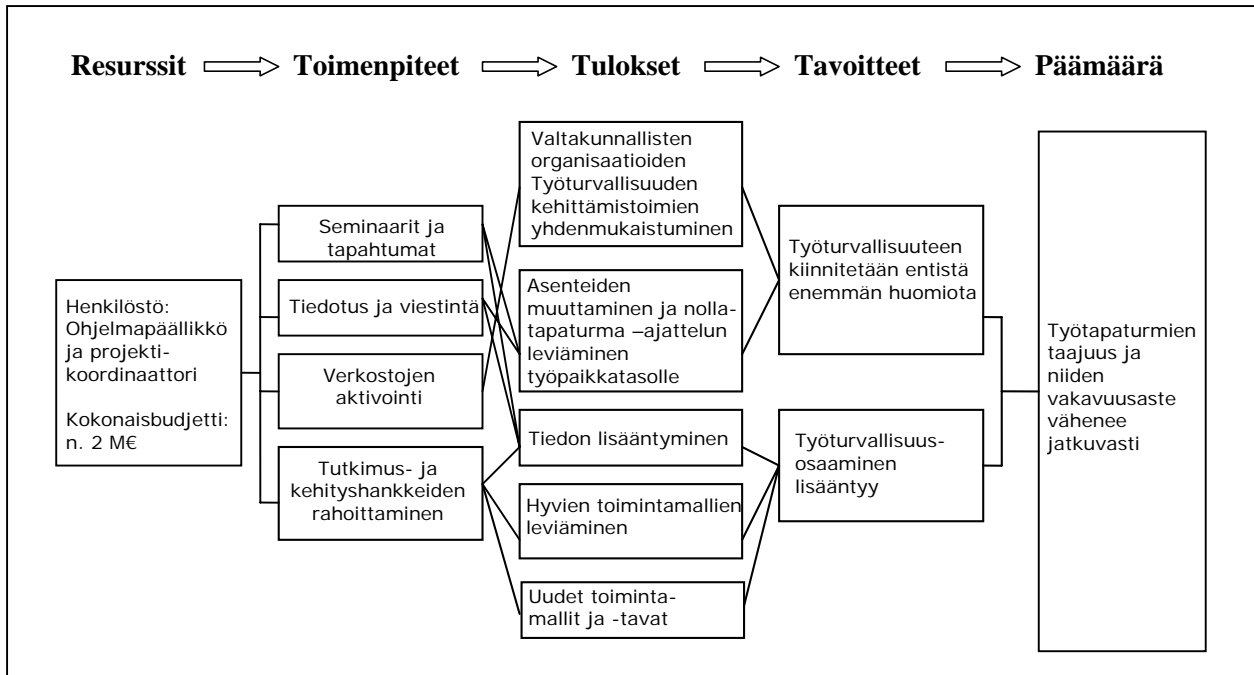 Resurssit Toimenpiteet Tulokset Tavoitteet Päämäärä
Henkilöstö:
Ohjelmapäällikkö
ja projekti-
koordinaattori
Kokonaisbudjetti:
n. 2 M€
Seminaarit ja
tapahtumat
Tiedotus ja viestintä
Verkostojen
aktivointi
Tutkimus- ja
kehityshankkeiden
rahoittaminen
Valtakunnallisten
organisaatioiden
Työturvallisuuden
kehittämistoimien
yhdenmukaistuminen
Asenteiden
muuttaminen ja nolla-
tapaturma –ajattelun
leviäminen
työpaikkatasolle
Tiedon lisääntyminen
Hyvien toimintamallien
leviäminen
Uudet toiminta-
mallit ja -tavat
Työturvallisuuteen
kiinnitetään entistä
enemmän huomiota
Työturvallisuus-
osaaminen
lisääntyy
Työtapaturmien
taajuus ja
niiden
vakavuusaste
vähenee
jatkuvasti